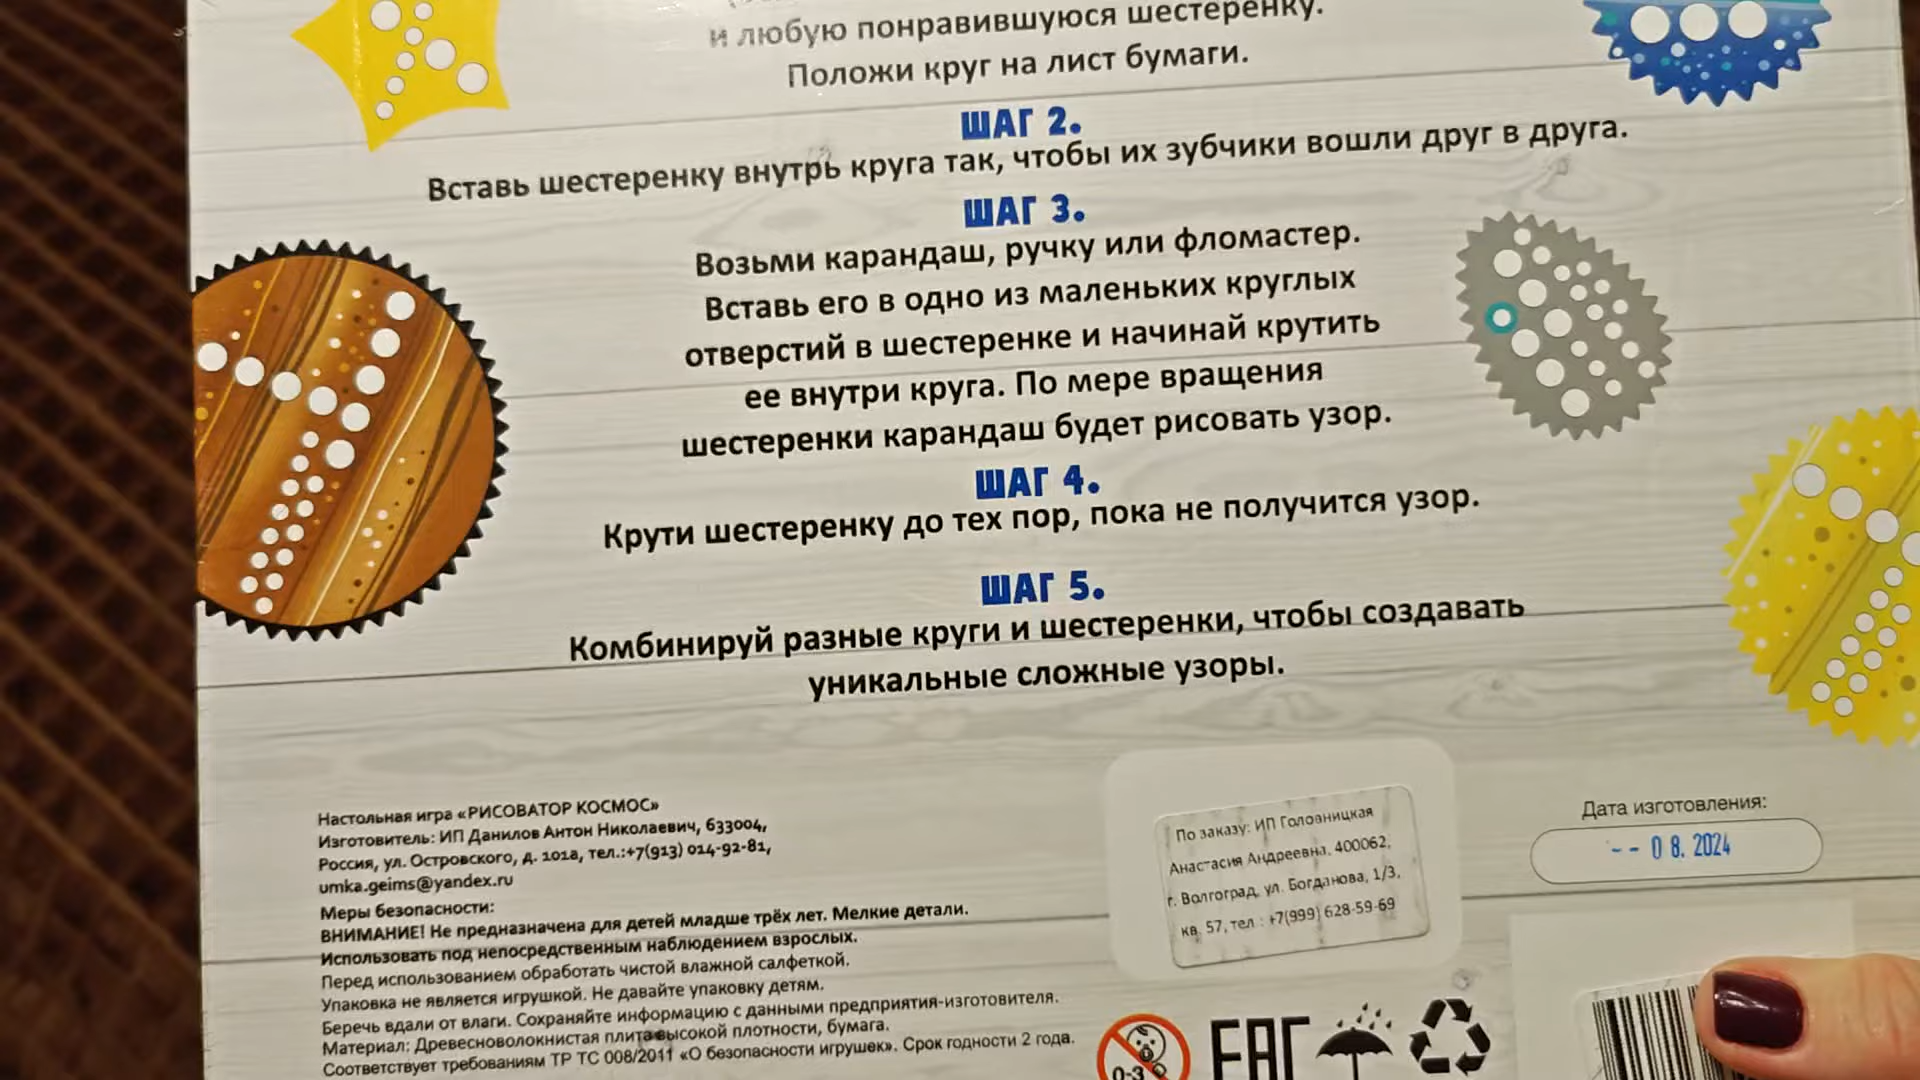 и любую понравившуюся шестеренку.
Положи круг на лист бумаги.
ШАГ 2.
Вставь шестеренку внутрь круга так, чтобы их зубчики вошли друг в друга.
ШАГ 3.
Возьми карандаш, ручку или фломастер.
Вставь его в одно из маленьких круглых
отверстий в шестеренке и начинай крутить
ее внутри круга. По мере вращения
шестеренки карандаш будет рисовать узор.
ШАГ 4.
Крути шестеренку до тех пор, пока не получится узор.
ШАГ 5.
Комбинируй разные круги и шестеренки, чтобы создавать
уникальные сложные узоры.
Настольная игра «РИСОВАТОР КОСМОС»
Изготовитель: ИП Данилов Антон Николаевич, 633004,
Россия, ул. Островского, д. 101а, тел.:+7(913) 014-92-81,
umka.geims@yandex.ru
Меры безопасности:
ВНИМАНИЕ! Не предназначена для детей младше трёх лет. Мелкие детали.
Использовать под непосредственным наблюдением взрослых.
Перед использованием обработать чистой влажной салфеткой.
Упаковка не является игрушкой. Не давайте упаковку детям.
Беречь вдали от влаги. Сохраняйте информацию с данными предприятия-изготовителя.
Материал: Древесноволокнистая плита высокой плотности, бумага.
Соответствует требованиям ТР ТС 008/2011 «О безопасности игрушек». Срок годности 2 года.
По заказу: ИП Головницкая
Анастасия Андреевна, 400062,
г. Волгоград, ул. Богданова, 1/3,
кв. 57, тел.: +7(999) 628-59-69
Дата изготовления:
-- 08. 2024
0-3
EAC